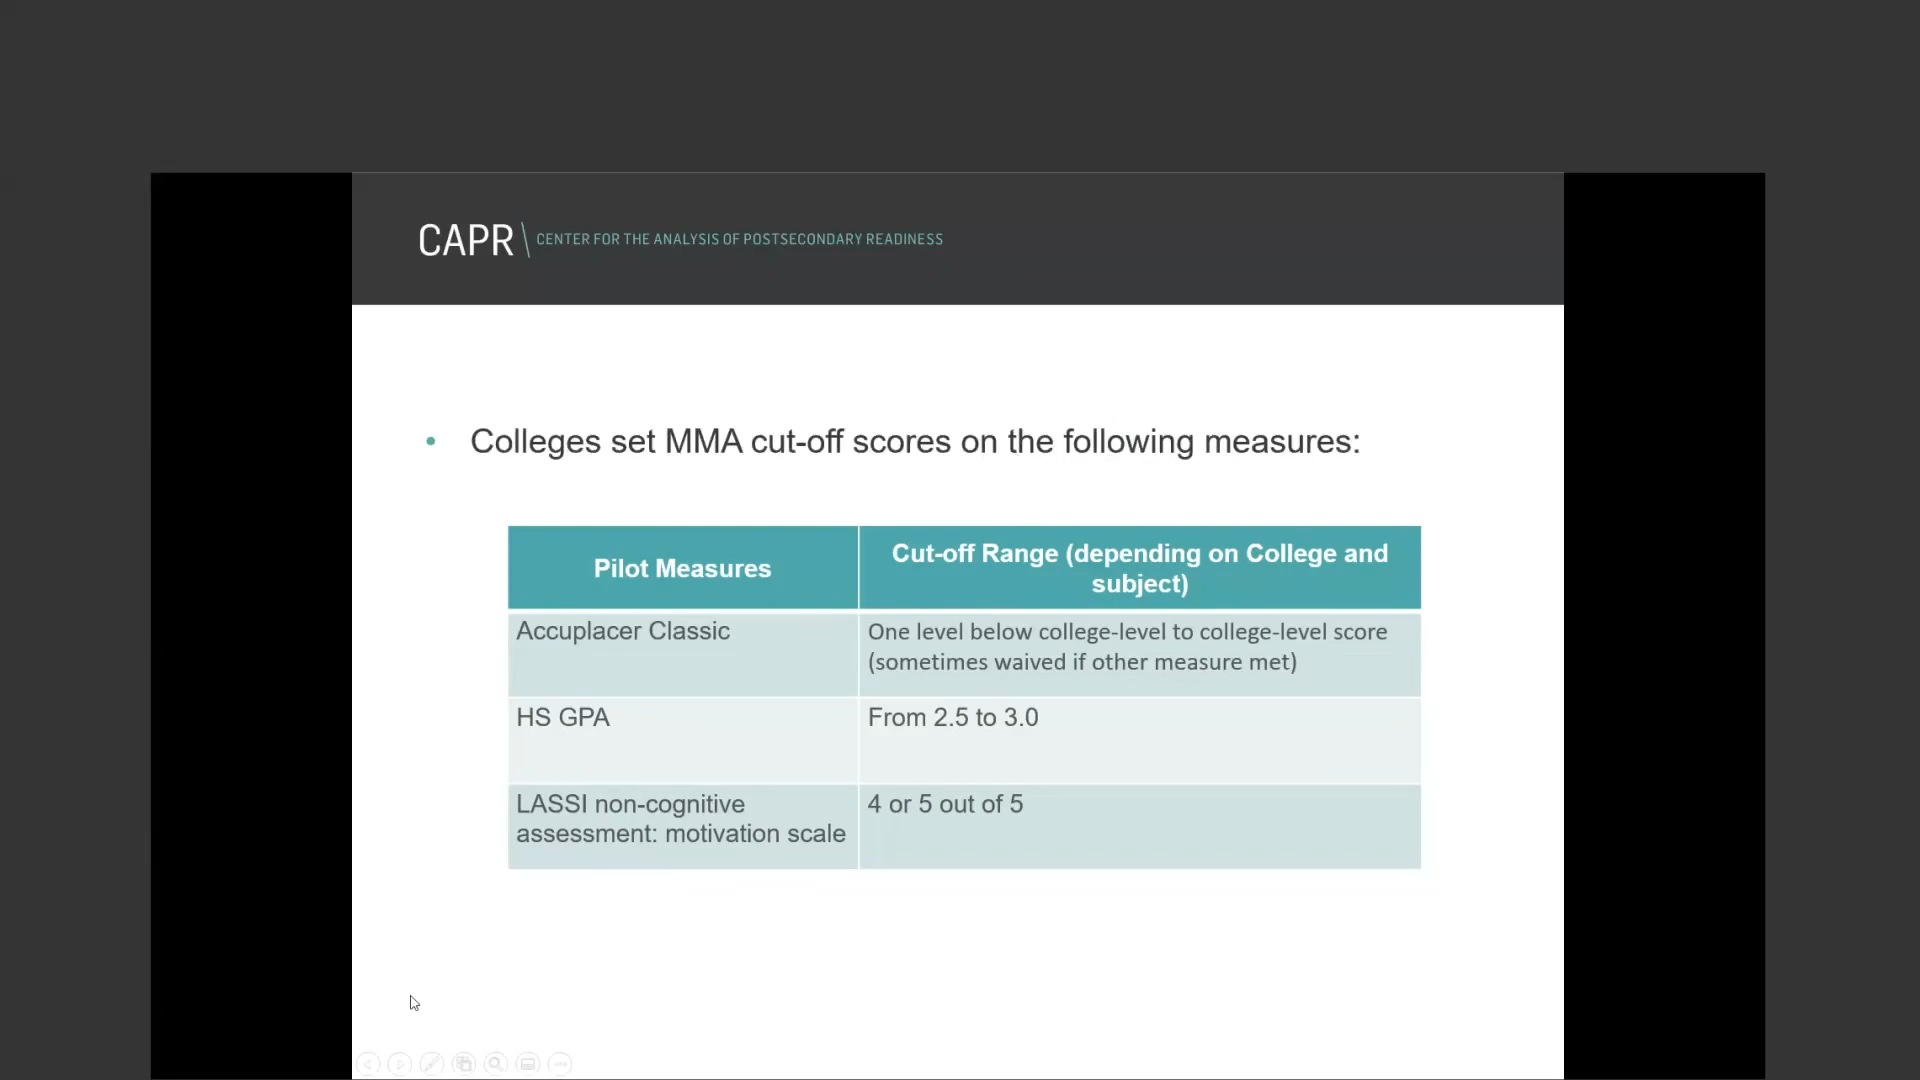 CAPR \ CENTER FOR THE ANALYSIS OF POSTSECONDARY READINESS
• Colleges set MMA cut-off scores on the following measures:
Pilot Measures
Cut-off Range (depending on College and
subject)
Accuplacer Classic
One level below college-level to college-level score
(sometimes waived if other measure met)
HS GPA
From 2.5 to 3.0
LASSI non-cognitive
assessment: motivation scale
4 or 5 out of 5